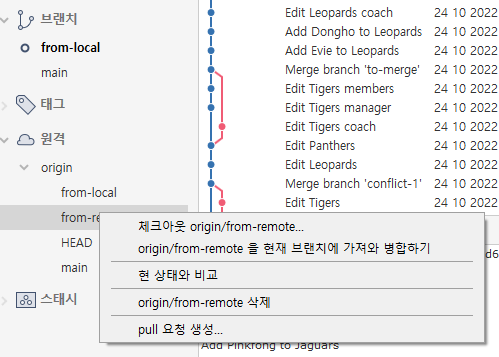 브랜치
from-local
main
태그
원격
origin
from-local
HEAD
main
스태시
Edit Leopards coach 24 10 2022
Add Dongho to Leopards 24 10 2022
Add Evie to Leopards 24 10 2022
Merge branch 'to-merge' 24 10 2022
Edit Tigers members 24 10 2022
Edit Tigers manager 24 10 2022
Edit Tigers coach 24 10 2022
Edit Panthers 24 10 2022
Edit Leopards 24 10 2022
Merge branch 'conflict-1' 24 10 2022
Edit Tigers 24 10 2022
체크아웃 origin/from-remote...
origin/from-remote 을 현재 브랜치에 가져와 병합하기
현 상태와 비교
origin/from-remote 삭제
pull 요청 생성...
d6
Add Pinkfong to Jaguars